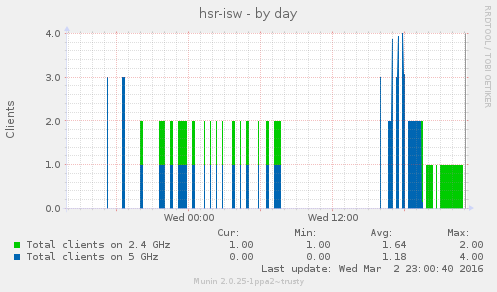 hsr-isw - by day
RRDTOOL / TOBI OETIKER
4.0
3.0
2.0
1.0
0.0
Clients
Wed 00:00 Wed 12:00
Cur: Min: Avg: Max:
Total clients on 2.4 GHz 1.00 1.00 1.64 2.00
Total clients on 5 GHz 0.00 0.00 1.18 4.00
Last update: Wed Mar 2 23:00:40 2016
Munin 2.0.25-1ppa2~trusty